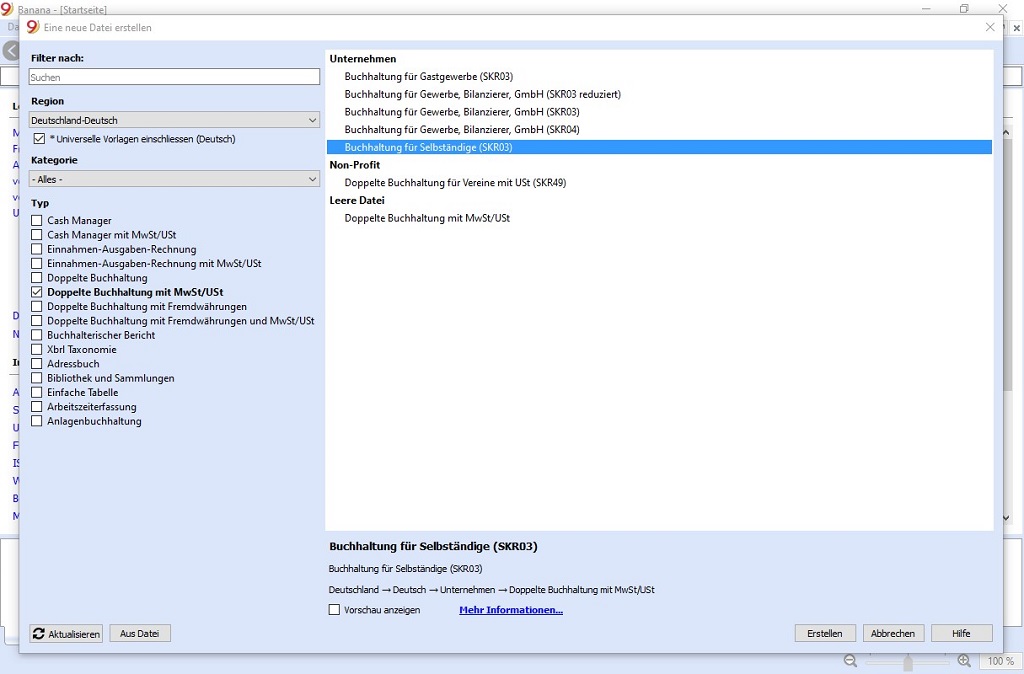 Banana - [Startseite]
Eine neue Datei erstellen
Filter nach:
Suchen
Region
Deutschland-Deutsch
* Universelle Vorlagen einschliessen (Deutsch)
Kategorie
- Alles -
Typ
Cash Manager
Cash Manager mit MwSt/USt
Einnahmen-Ausgaben-Rechnung
Einnahmen-Ausgaben-Rechnung mit MwSt/USt
Doppelte Buchhaltung
Doppelte Buchhaltung mit MwSt/USt
Doppelte Buchhaltung mit Fremdwährungen
Doppelte Buchhaltung mit Fremdwährungen und MwSt/USt
Buchhalterischer Bericht
Xbrl Taxonomie
Adressbuch
Bibliothek und Sammlungen
Einfache Tabelle
Arbeitszeiterfassung
Anlagenbuchhaltung
Unternehmen
Buchhaltung für Gastgewerbe (SKR03)
Buchhaltung für Gewerbe, Bilanzierer, GmbH (SKR03 reduziert)
Buchhaltung für Gewerbe, Bilanzierer, GmbH (SKR03)
Buchhaltung für Gewerbe, Bilanzierer, GmbH (SKR04)
Buchhaltung für Selbständige (SKR03)
Non-Profit
Doppelte Buchhaltung für Vereine mit USt (SKR49)
Leere Datei
Doppelte Buchhaltung mit MwSt/USt
Buchhaltung für Selbständige (SKR03)
Buchhaltung für Selbständige (SKR03)
Deutschland → Deutsch → Unternehmen → Doppelte Buchhaltung mit MwSt/USt
Vorschau anzeigen Mehr Informationen...
Aktualisieren Aus Datei Erstellen Abbrechen Hilfe
100 %